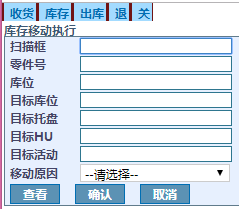 收货 库存 出库 退 关
库存移动执行
扫描框
零件号
库位
目标库位
目标托盘
目标HU
目标活动
移动原因 --请选择--
查看 确认 取消